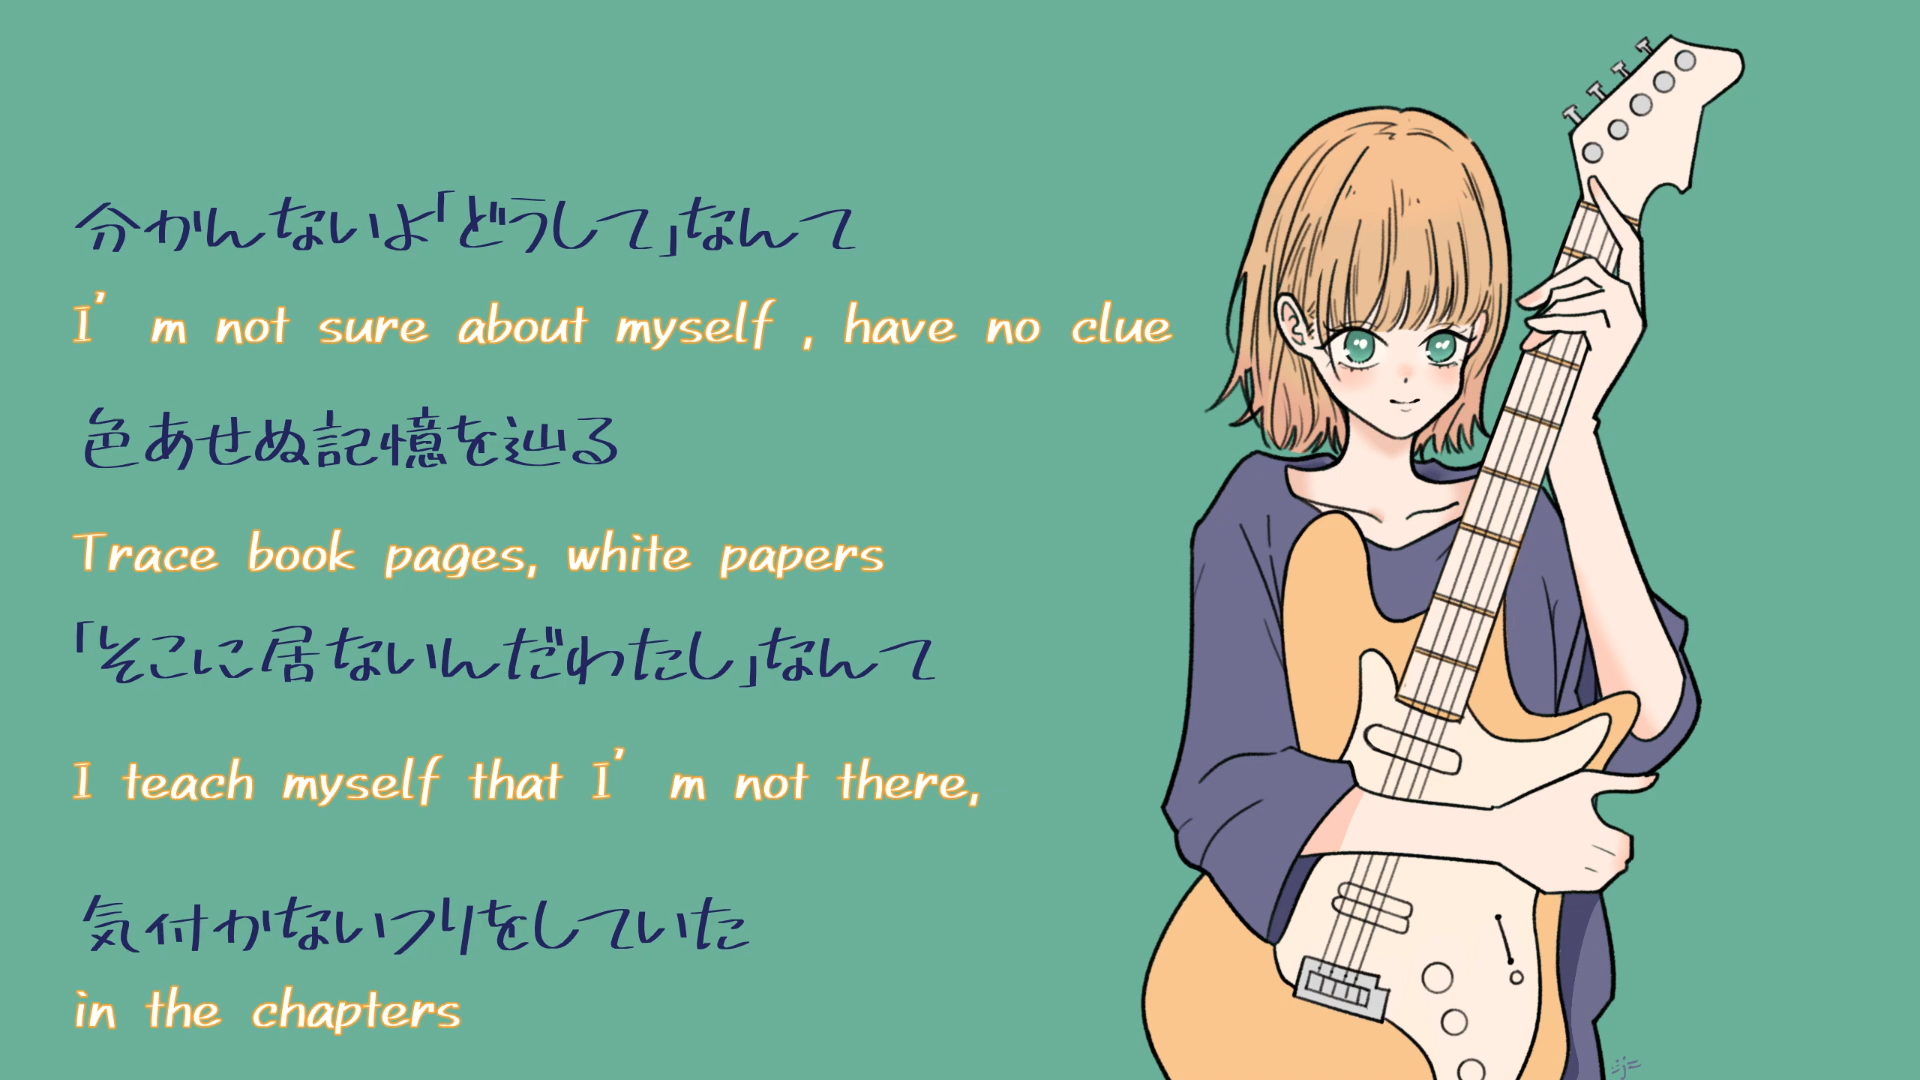 分かんないよ「どうして」なんて
I’m not sure about myself , have no clue
色あせぬ記憶を辿る
Trace book pages, white papers
「そこに居ないんだわたし」なんて
I teach myself that I’m not there,
気付かないつりをしていた
in the chapters